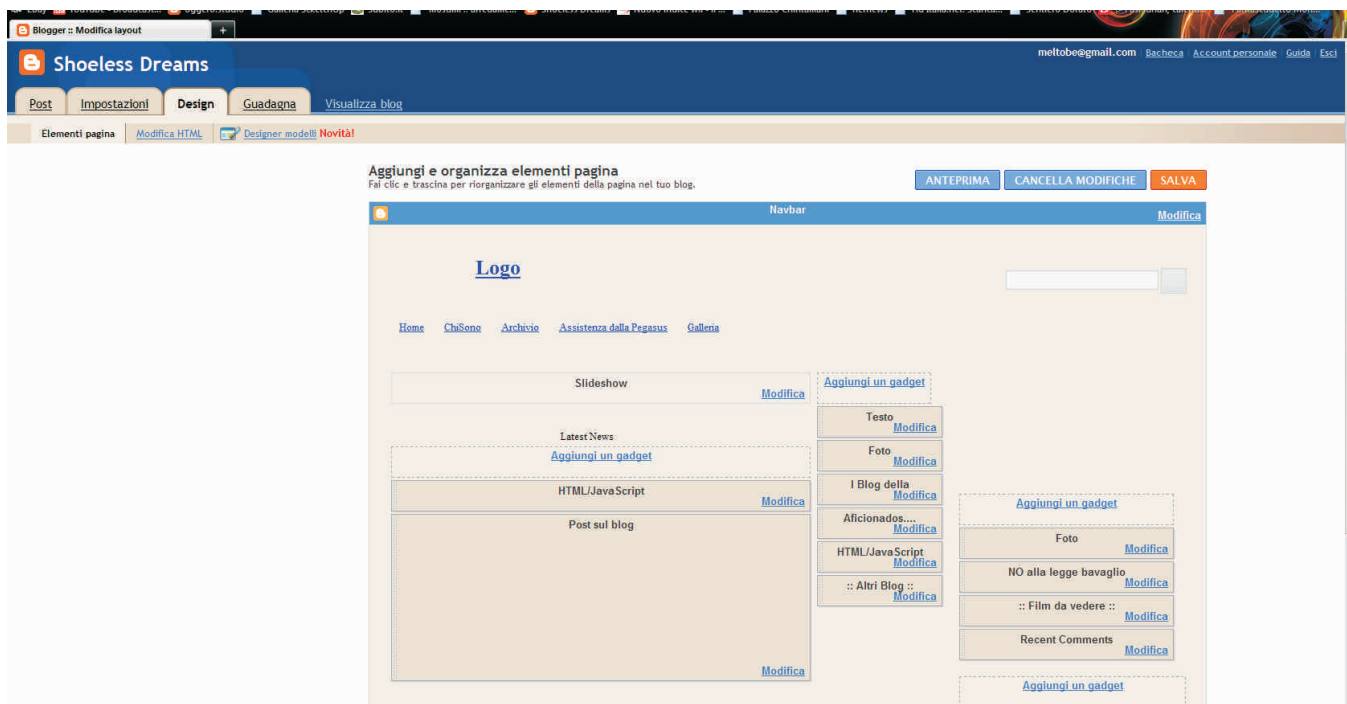 Blogger :: Modifica layout
+
Shoeless Dreams
meltobe@gmail.com Bacheca Account personale Guida Esci
Post Impostazioni Design Guadagna Visualizza blog
Elementi pagina Modifica HTML Designer modelli Novità!
Aggiungi e organizza elementi pagina
Fai clic e trascina per riorganizzare gli elementi della pagina nel tuo blog.
ANTEPRIMA CANCELLA MODIFICHE SALVA
Navbar
Modifica
Logo
Home ChiSono Archivio Assistenza dalla Pegasus Galleria
Slideshow
Modifica
Latest News
Aggiungi un gadget
HTML/JavaScript
Modifica
Post sul blog
Modifica
Aggiungi un gadget
Testo
Modifica
Foto
Modifica
I Blog della
Modifica
Aficionados....
Modifica
HTML/JavaScript
Modifica
:: Altri Blog ::
Modifica
Aggiungi un gadget
Foto
Modifica
NO alla legge bavaglio
Modifica
:: Film da vedere ::
Modifica
Recent Comments
Modifica
Aggiungi un gadget